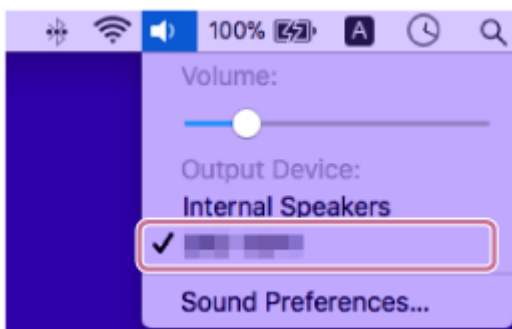 100% A
Volume:
Output Device:
Internal Speakers
Sound Preferences...